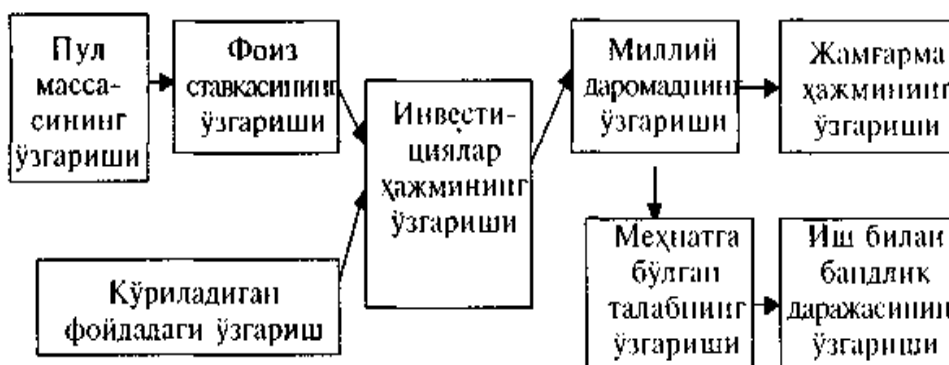 Пул
масса-
сининг
ўзгариши
Фоиз
ставкасининг
ўзгариши
Инвести-
циялар
ҳажмининг
ўзгариши
Кўриладиган
фойдадаги ўзгариш
Миллий
даромаднинг
ўзгариши
Жамғарма
ҳажмининг
ўзгариши
Меҳнатга
бўлган
талабнинг
ўзгариши
Иш билан
бандлик
даражасининг
ўзгариши